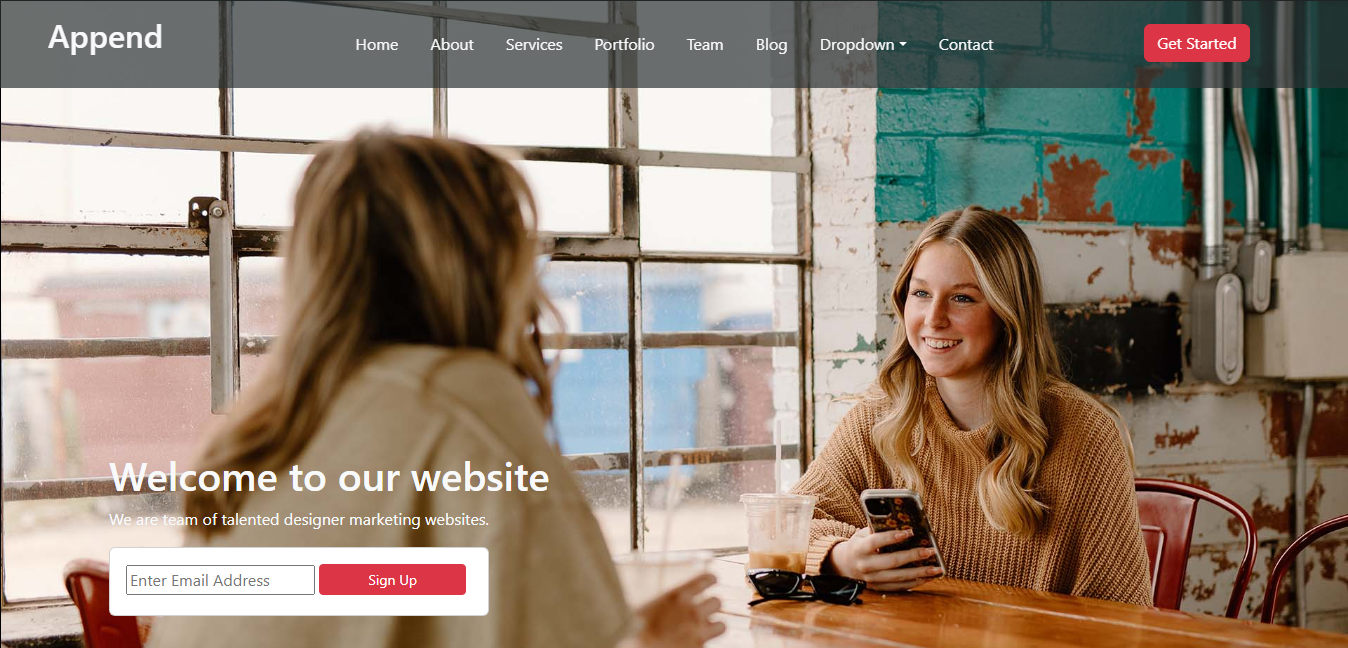 Append
Home About Services Portfolio Team Blog Dropdown Contact
Get Started
Welcome to our website
We are team of talented designer marketing websites.
Enter Email Address
Sign Up